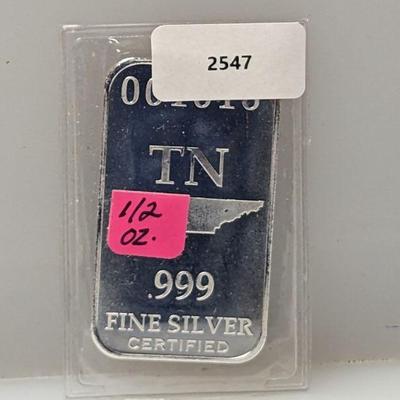 2547
TN
1/2
OZ.
.999
FINE SILVER
CERTIFIED